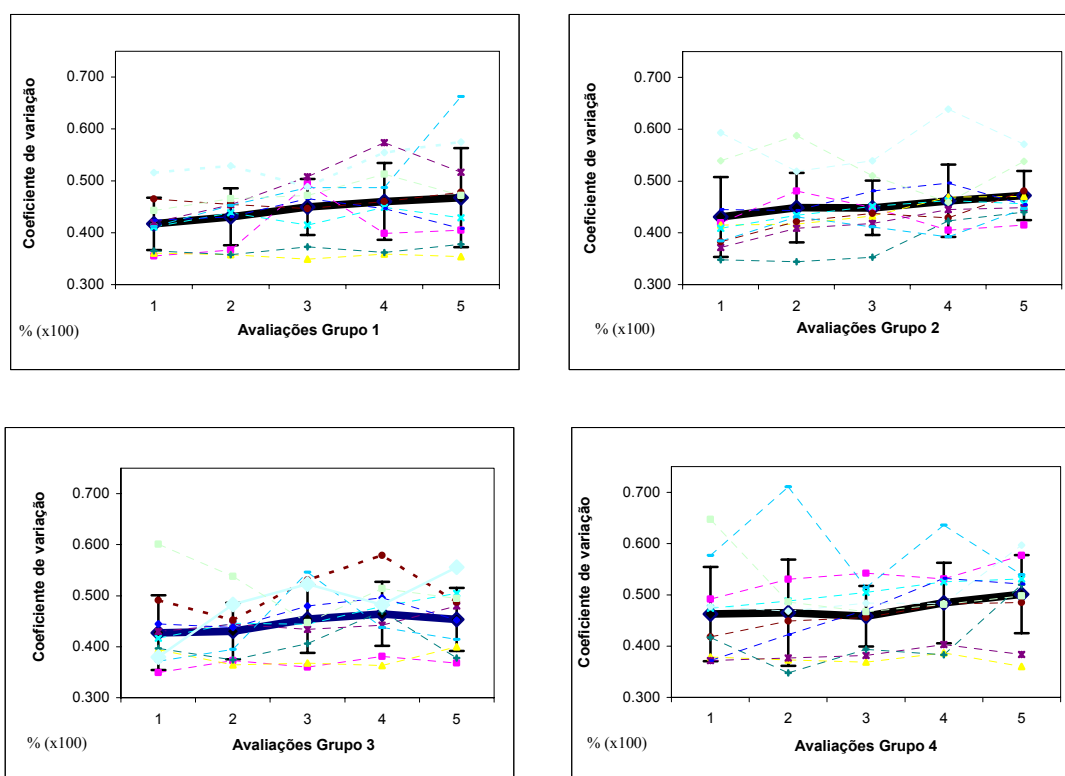 Coeficiente de variação
0.700
0.600
0.500
0.400
0.300
1 2 3 4 5
% (x100)
Avaliações Grupo 1
Coeficiente de variação
0.700
0.600
0.500
0.400
0.300
1 2 3 4 5
% (x100)
Avaliações Grupo 2
Coeficiente de variação
0.700
0.600
0.500
0.400
0.300
1 2 3 4 5
% (x100)
Avaliações Grupo 3
Coeficiente de variação
0.700
0.600
0.500
0.400
0.300
1 2 3 4 5
% (x100)
Avaliações Grupo 4